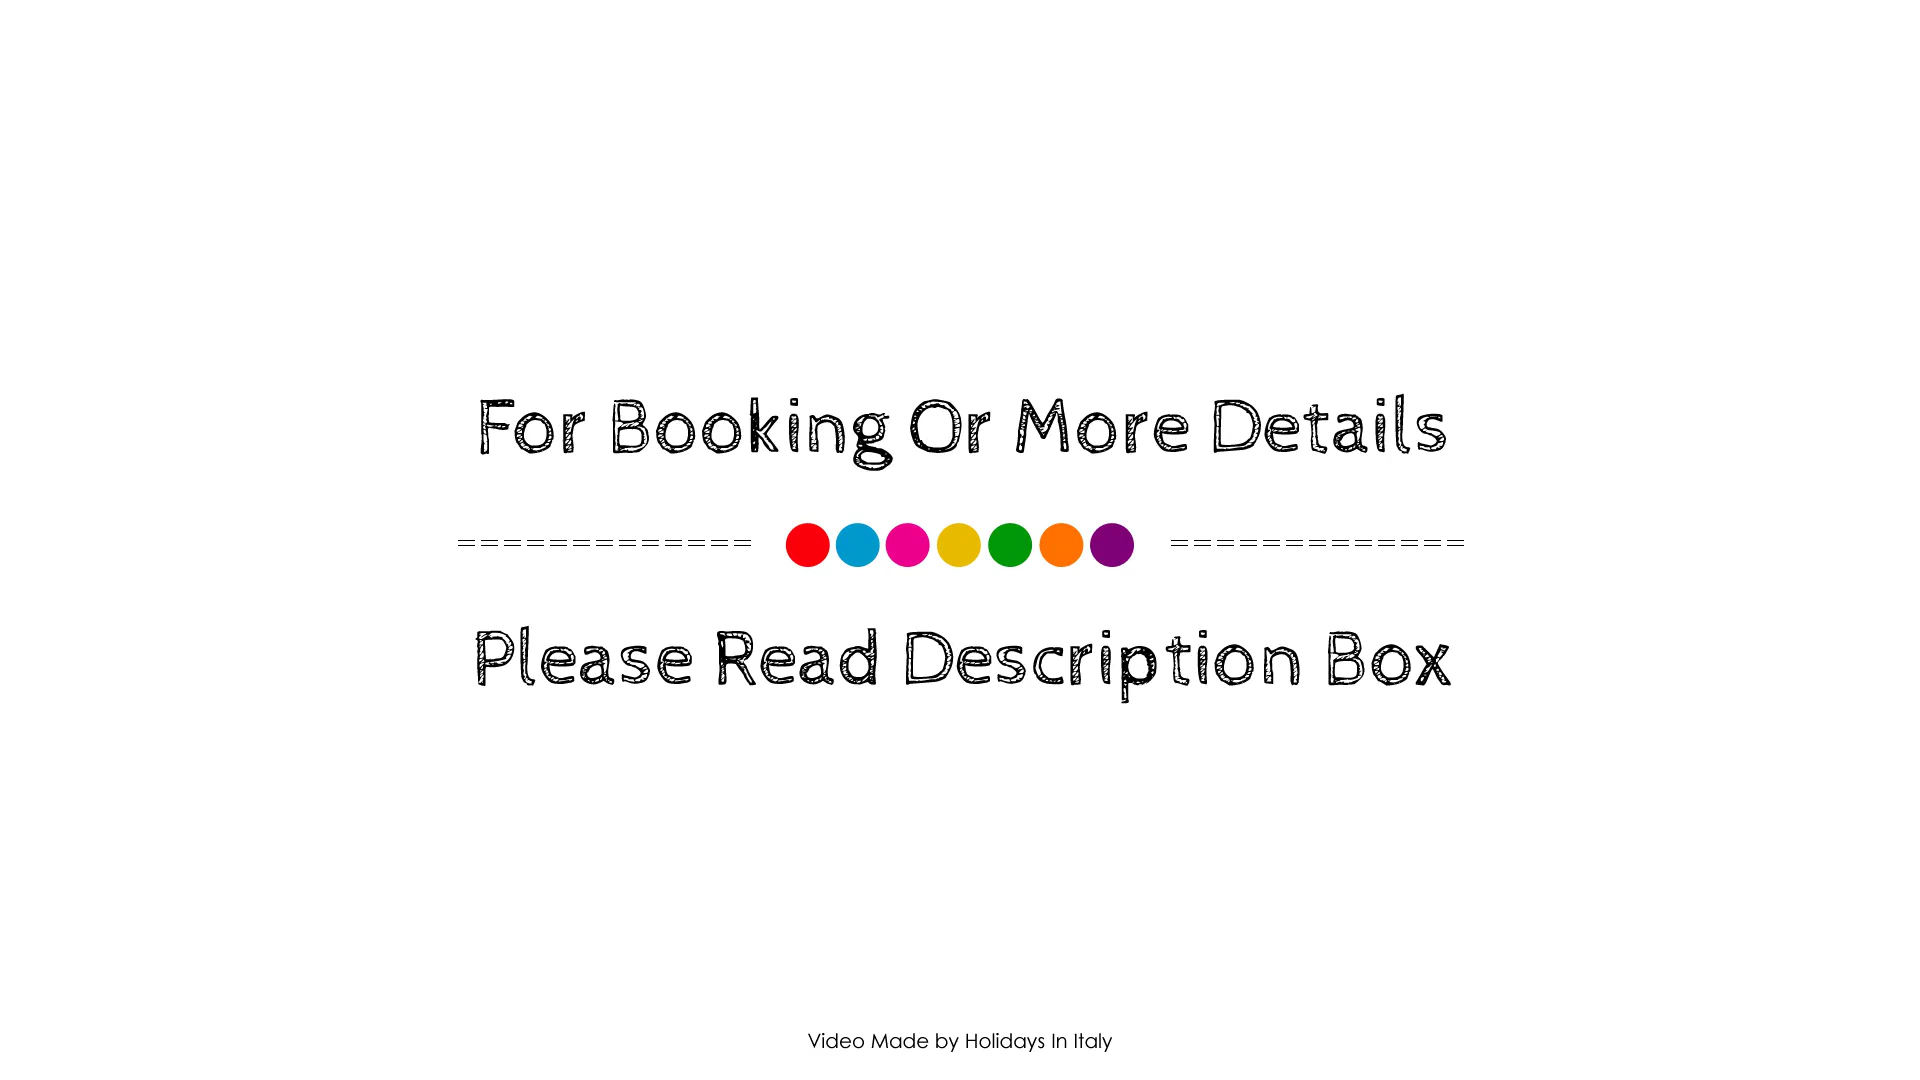 For Booking Or More Details
============= =============
Please Read Description Box
Video Made by Holidays In Italy